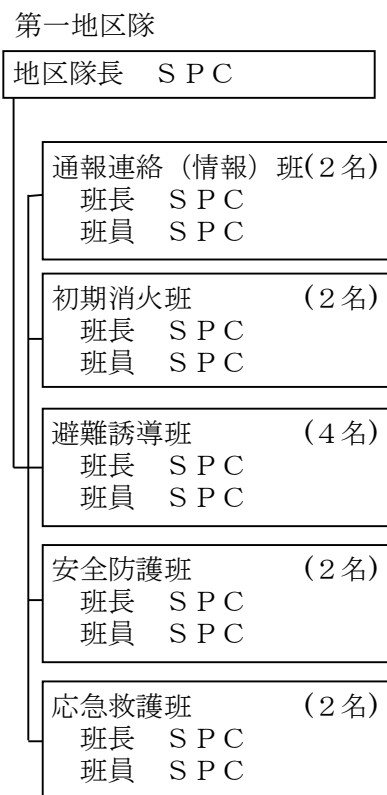 第一地区隊
地区隊長　ＳＰＣ
通報連絡（情報）班(２名)
班長　ＳＰＣ
班員　ＳＰＣ
初期消火班　(２名)
班長　ＳＰＣ
班員　ＳＰＣ
避難誘導班　(４名)
班長　ＳＰＣ
班員　ＳＰＣ
安全防護班　(２名)
班長　ＳＰＣ
班員　ＳＰＣ
応急救護班　(２名)
班長　ＳＰＣ
班員　ＳＰＣ